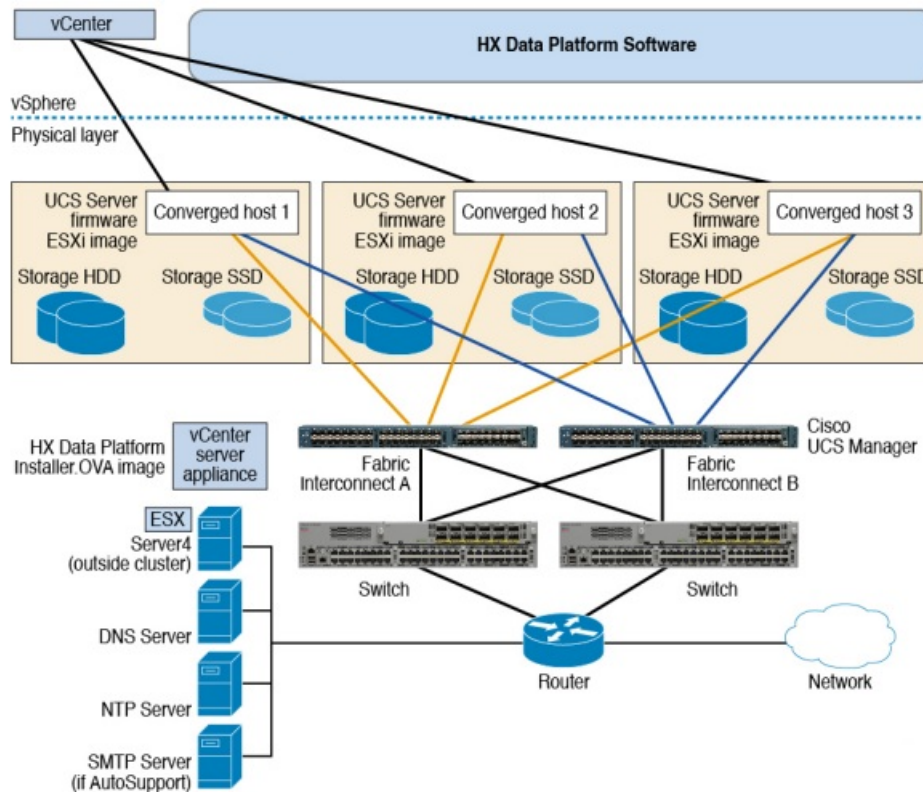 vCenter
HX Data Platform Software
vSphere
Physical layer
UCS Server
firmware
ESXi image
Converged host 1
Storage HDD
Storage SSD
UCS Server
firmware
ESXi image
Converged host 2
Storage HDD
Storage SSD
UCS Server
firmware
ESXi image
Converged host 3
Storage HDD
Storage SSD
HX Data Platform
Installer.OVA image
vCenter
server
appliance
Fabric
Interconnect A
Fabric
Interconnect B
Cisco
UCS Manager
ESX
Server4
(outside cluster)
Switch
Switch
DNS Server
Router
Network
NTP Server
SMTP Server
(if AutoSupport)